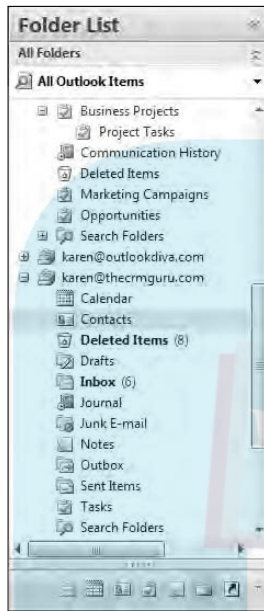 Folder List
All Folders
All Outlook Items
Business Projects
Project Tasks
Communication History
Deleted Items
Marketing Campaigns
Opportunities
Search Folders
karen@outlookdiva.com
karen@thecrmguru.com
Calendar
Contacts
Deleted Items (8)
Drafts
Inbox (6)
Journal
Junk E-mail
Notes
Outbox
Sent Items
Tasks
Search Folders